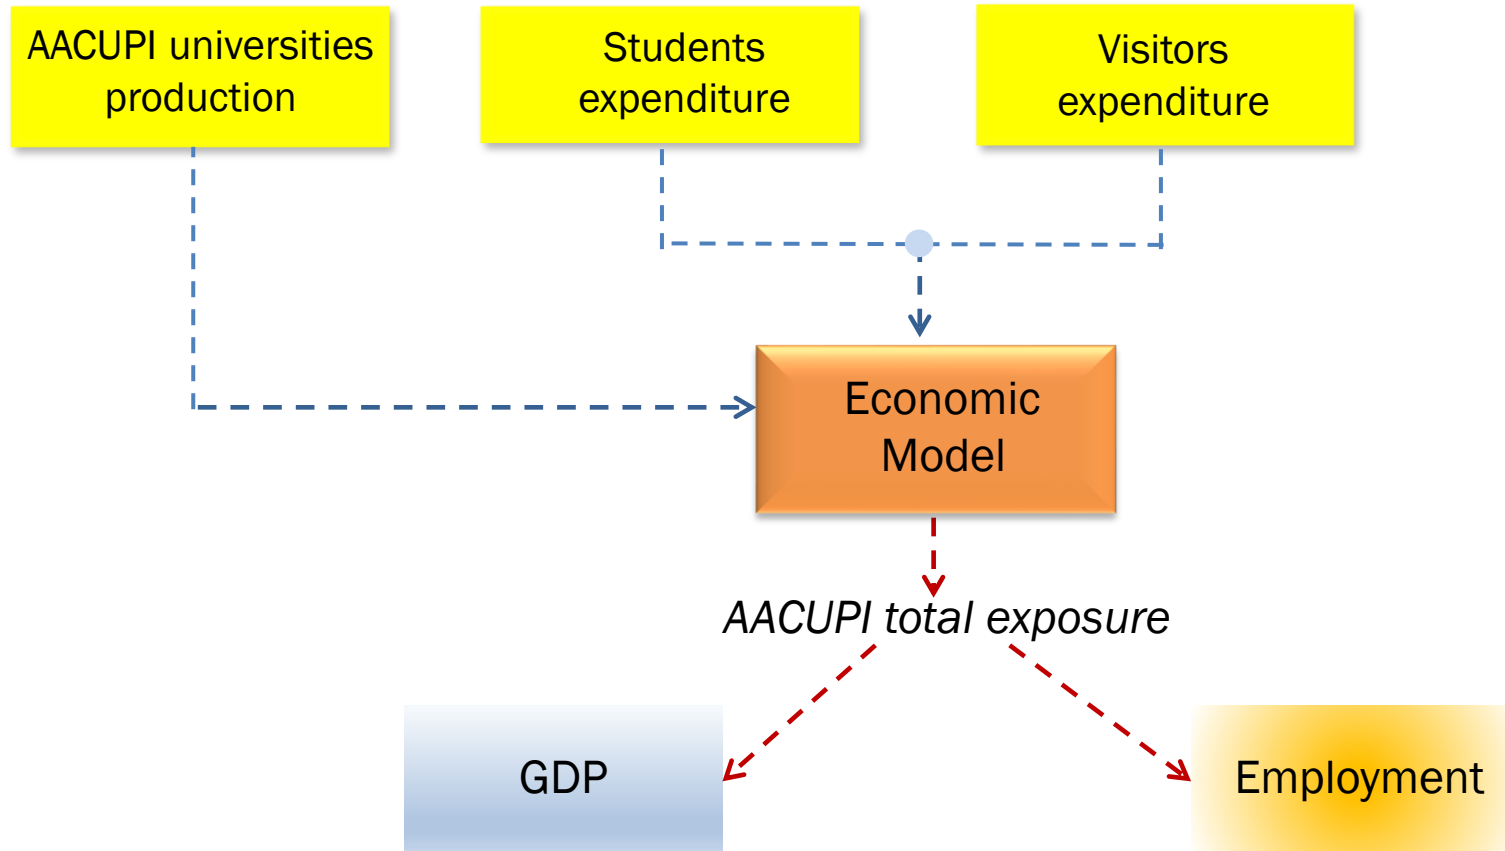 AACUPI universities
production
Students
expenditure
Visitors
expenditure
Economic
Model
AACUPI total exposure
GDP
Employment